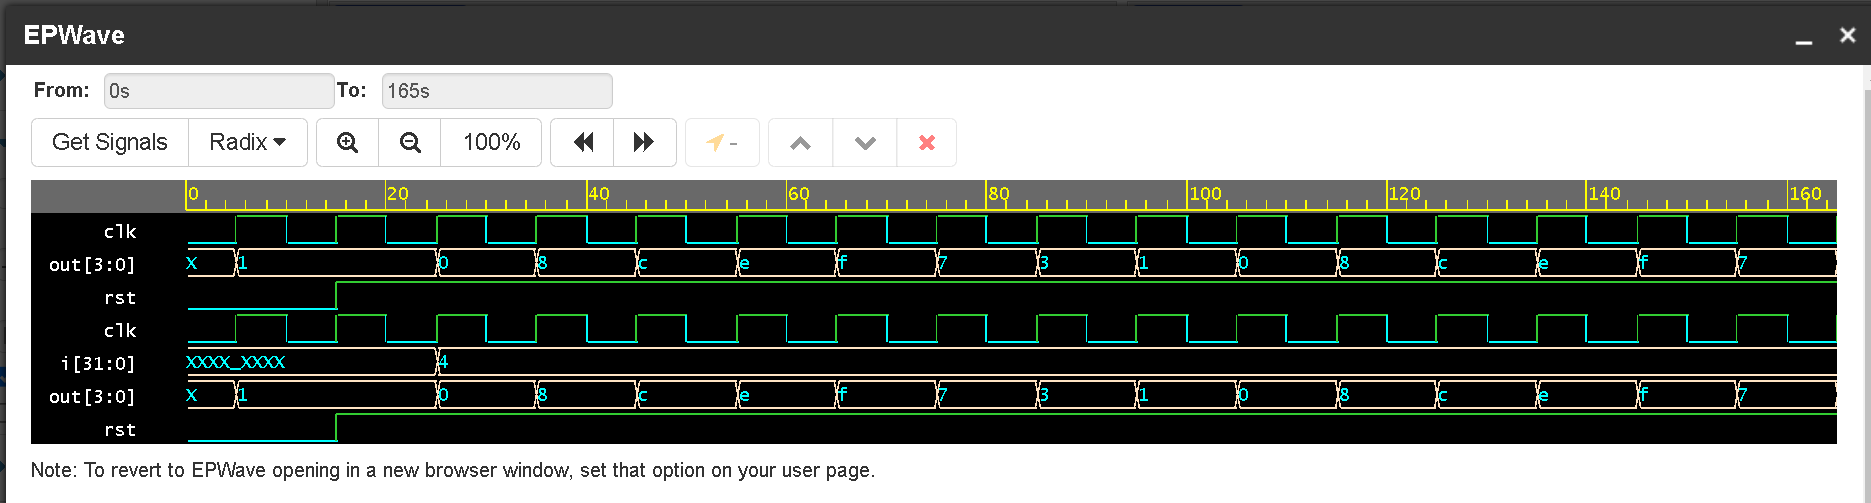 EPWave
From: 0s To: 165s
Get Signals Radix 100% -
0 20 40 60 80 100 120 140 160
clk
out[3:0] X 1 0 8 c e f 7 3 1 0 8 c e f 7
rst
clk
i[31:0] XXXX_XXXX 4
out[3:0] X 1 0 8 c e f 7 3 1 0 8 c e f 7
rst
Note: To revert to EPWave opening in a new browser window, set that option on your user page.